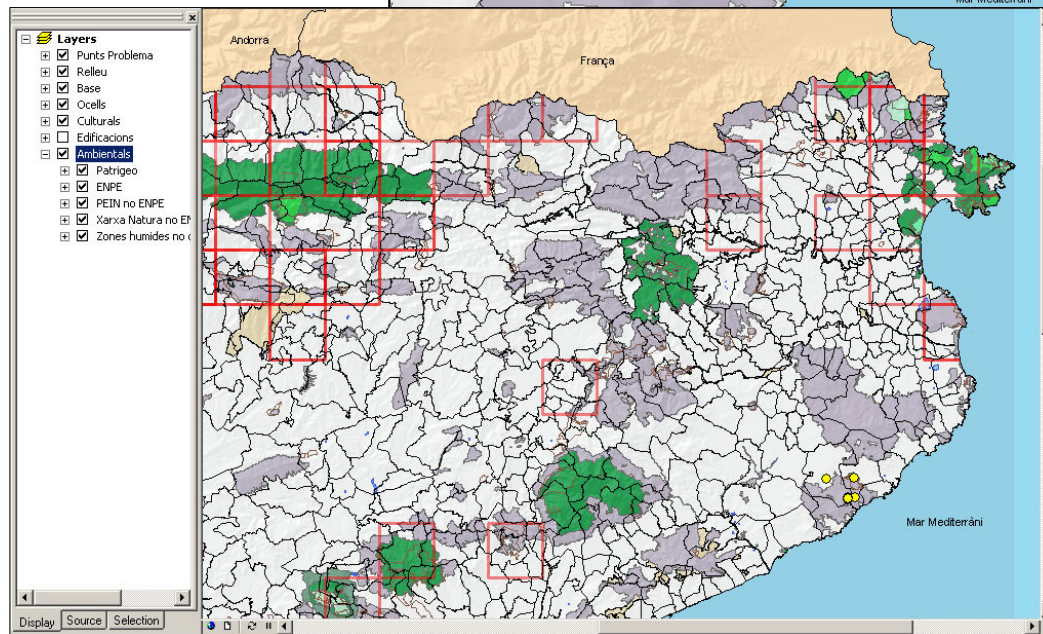 Mar Mediterràni
Layers
Punts Problema
Relleu
Base
Ocells
Culturals
Edificacions
Ambientals
Patrigeo
ENPE
PEIN no ENPE
Xarxa Natura no EN
Zones humides no
Display
Source
Selection
Andorra
França
Mar Mediterràni